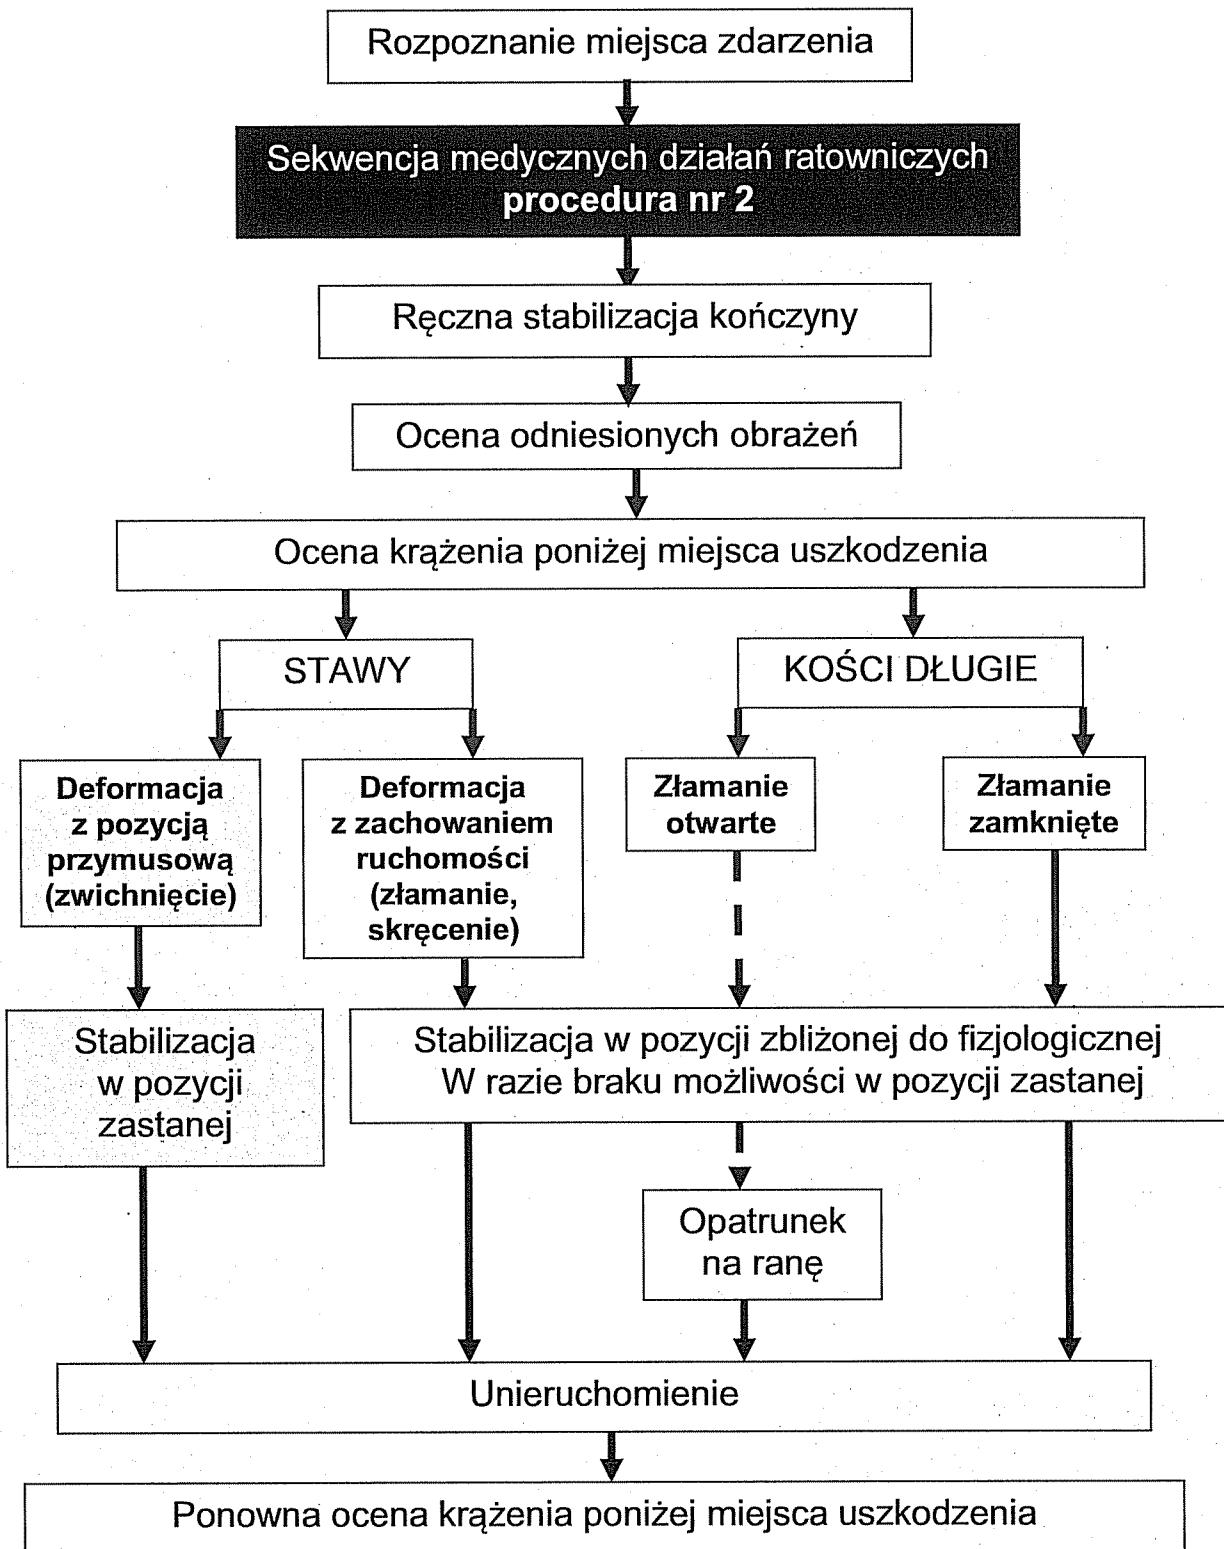 Rozpoznanie miejsca zdarzenia
Sekwencja medycznych działań ratowniczych
procedura nr 2
Ręczna stabilizacja kończyny
Ocena odniesionych obrażeń
Ocena krążenia poniżej miejsca uszkodzenia
STAWY
KOŚCI DŁUGIE
Deformacja
z pozycją
przymusową
(zwichnięcie)
Deformacja
z zachowaniem
ruchomości
(złamanie,
skręcenie)
Złamanie
otwarte
Złamanie
zamknięte
Stabilizacja
w pozycji
zastanej
Stabilizacja w pozycji zbliżonej do fizjologicznej
W razie braku możliwości w pozycji zastanej
Opatrunek
na ranę
Unieruchomienie
Ponowna ocena krążenia poniżej miejsca uszkodzenia